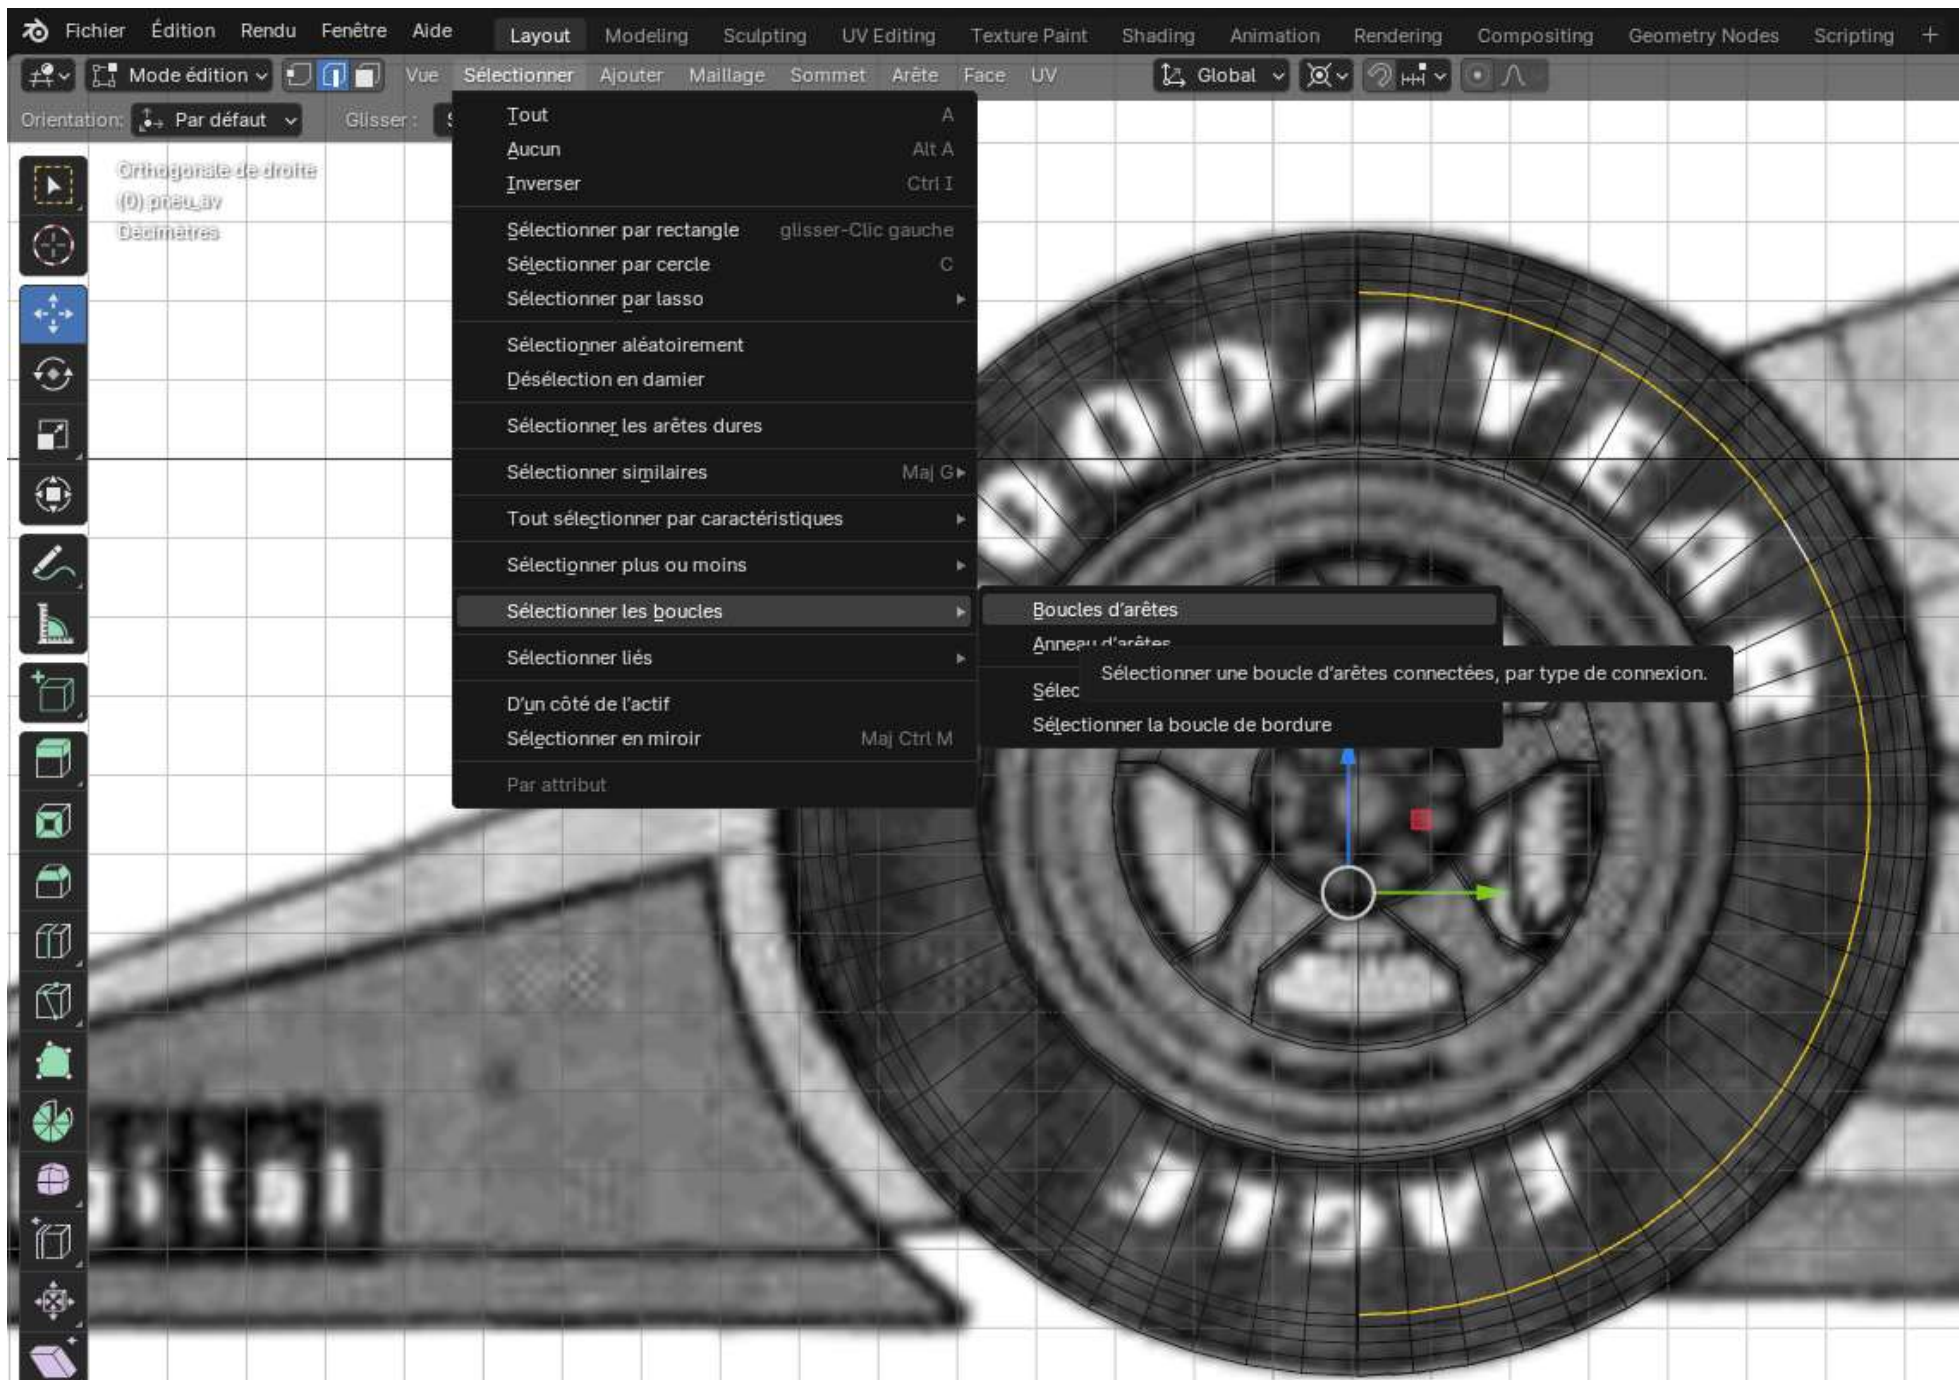 Fichier Édition Rendu Fenêtre Aide Layout Modeling Sculpting UV Editing Texture Paint Shading Animation Rendering Compositing Geometry Nodes Scripting +
Mode édition Vue Sélectionner Ajouter Maillage Sommet Arête Face UV Global
Orientation: Par défaut Glisser :
Orthogonale de droite
(0) pneu_av
Décimètres
Tout A
Aucun Alt A
Inverser Ctrl I
Sélectionner par rectangle glisser-Clic gauche
Sélectionner par cercle C
Sélectionner par lasso
Sélectionner aléatoirement
Désélection en damier
Sélectionner les arêtes dures
Sélectionner similaires Maj G
Tout sélectionner par caractéristiques
Sélectionner plus ou moins
Sélectionner les boucles
Sélectionner liés
D'un côté de l'actif
Sélectionner en miroir Maj Ctrl M
Par attribut
Boucles d'arêtes
Anneau d'arêtes
Sélectionner une boucle d'arêtes connectées, par type de connexion.
Sélec
Sélectionner la boucle de bordure